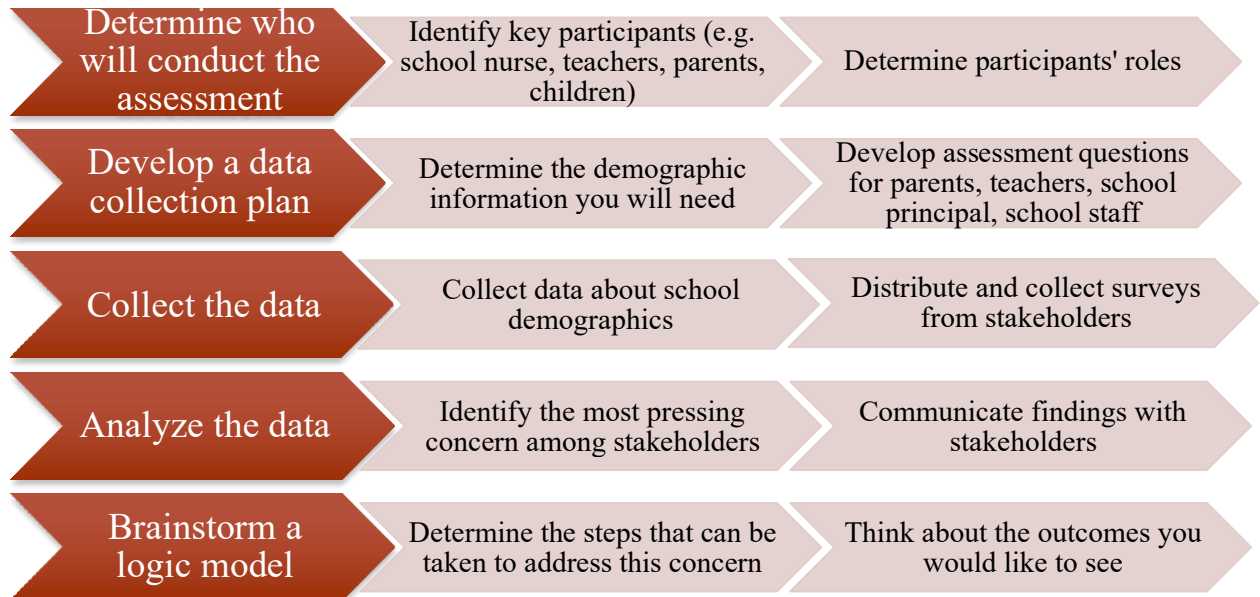 Determine who
will conduct the
assessment
Identify key participants (e.g.
school nurse, teachers, parents,
children)
Determine participants' roles
Develop a data
collection plan
Determine the demographic
information you will need
Develop assessment questions
for parents, teachers, school
principal, school staff
Collect the data
Collect data about school
demographics
Distribute and collect surveys
from stakeholders
Analyze the data
Identify the most pressing
concern among stakeholders
Communicate findings with
stakeholders
Brainstorm a
logic model
Determine the steps that can be
taken to address this concern
Think about the outcomes you
would like to see